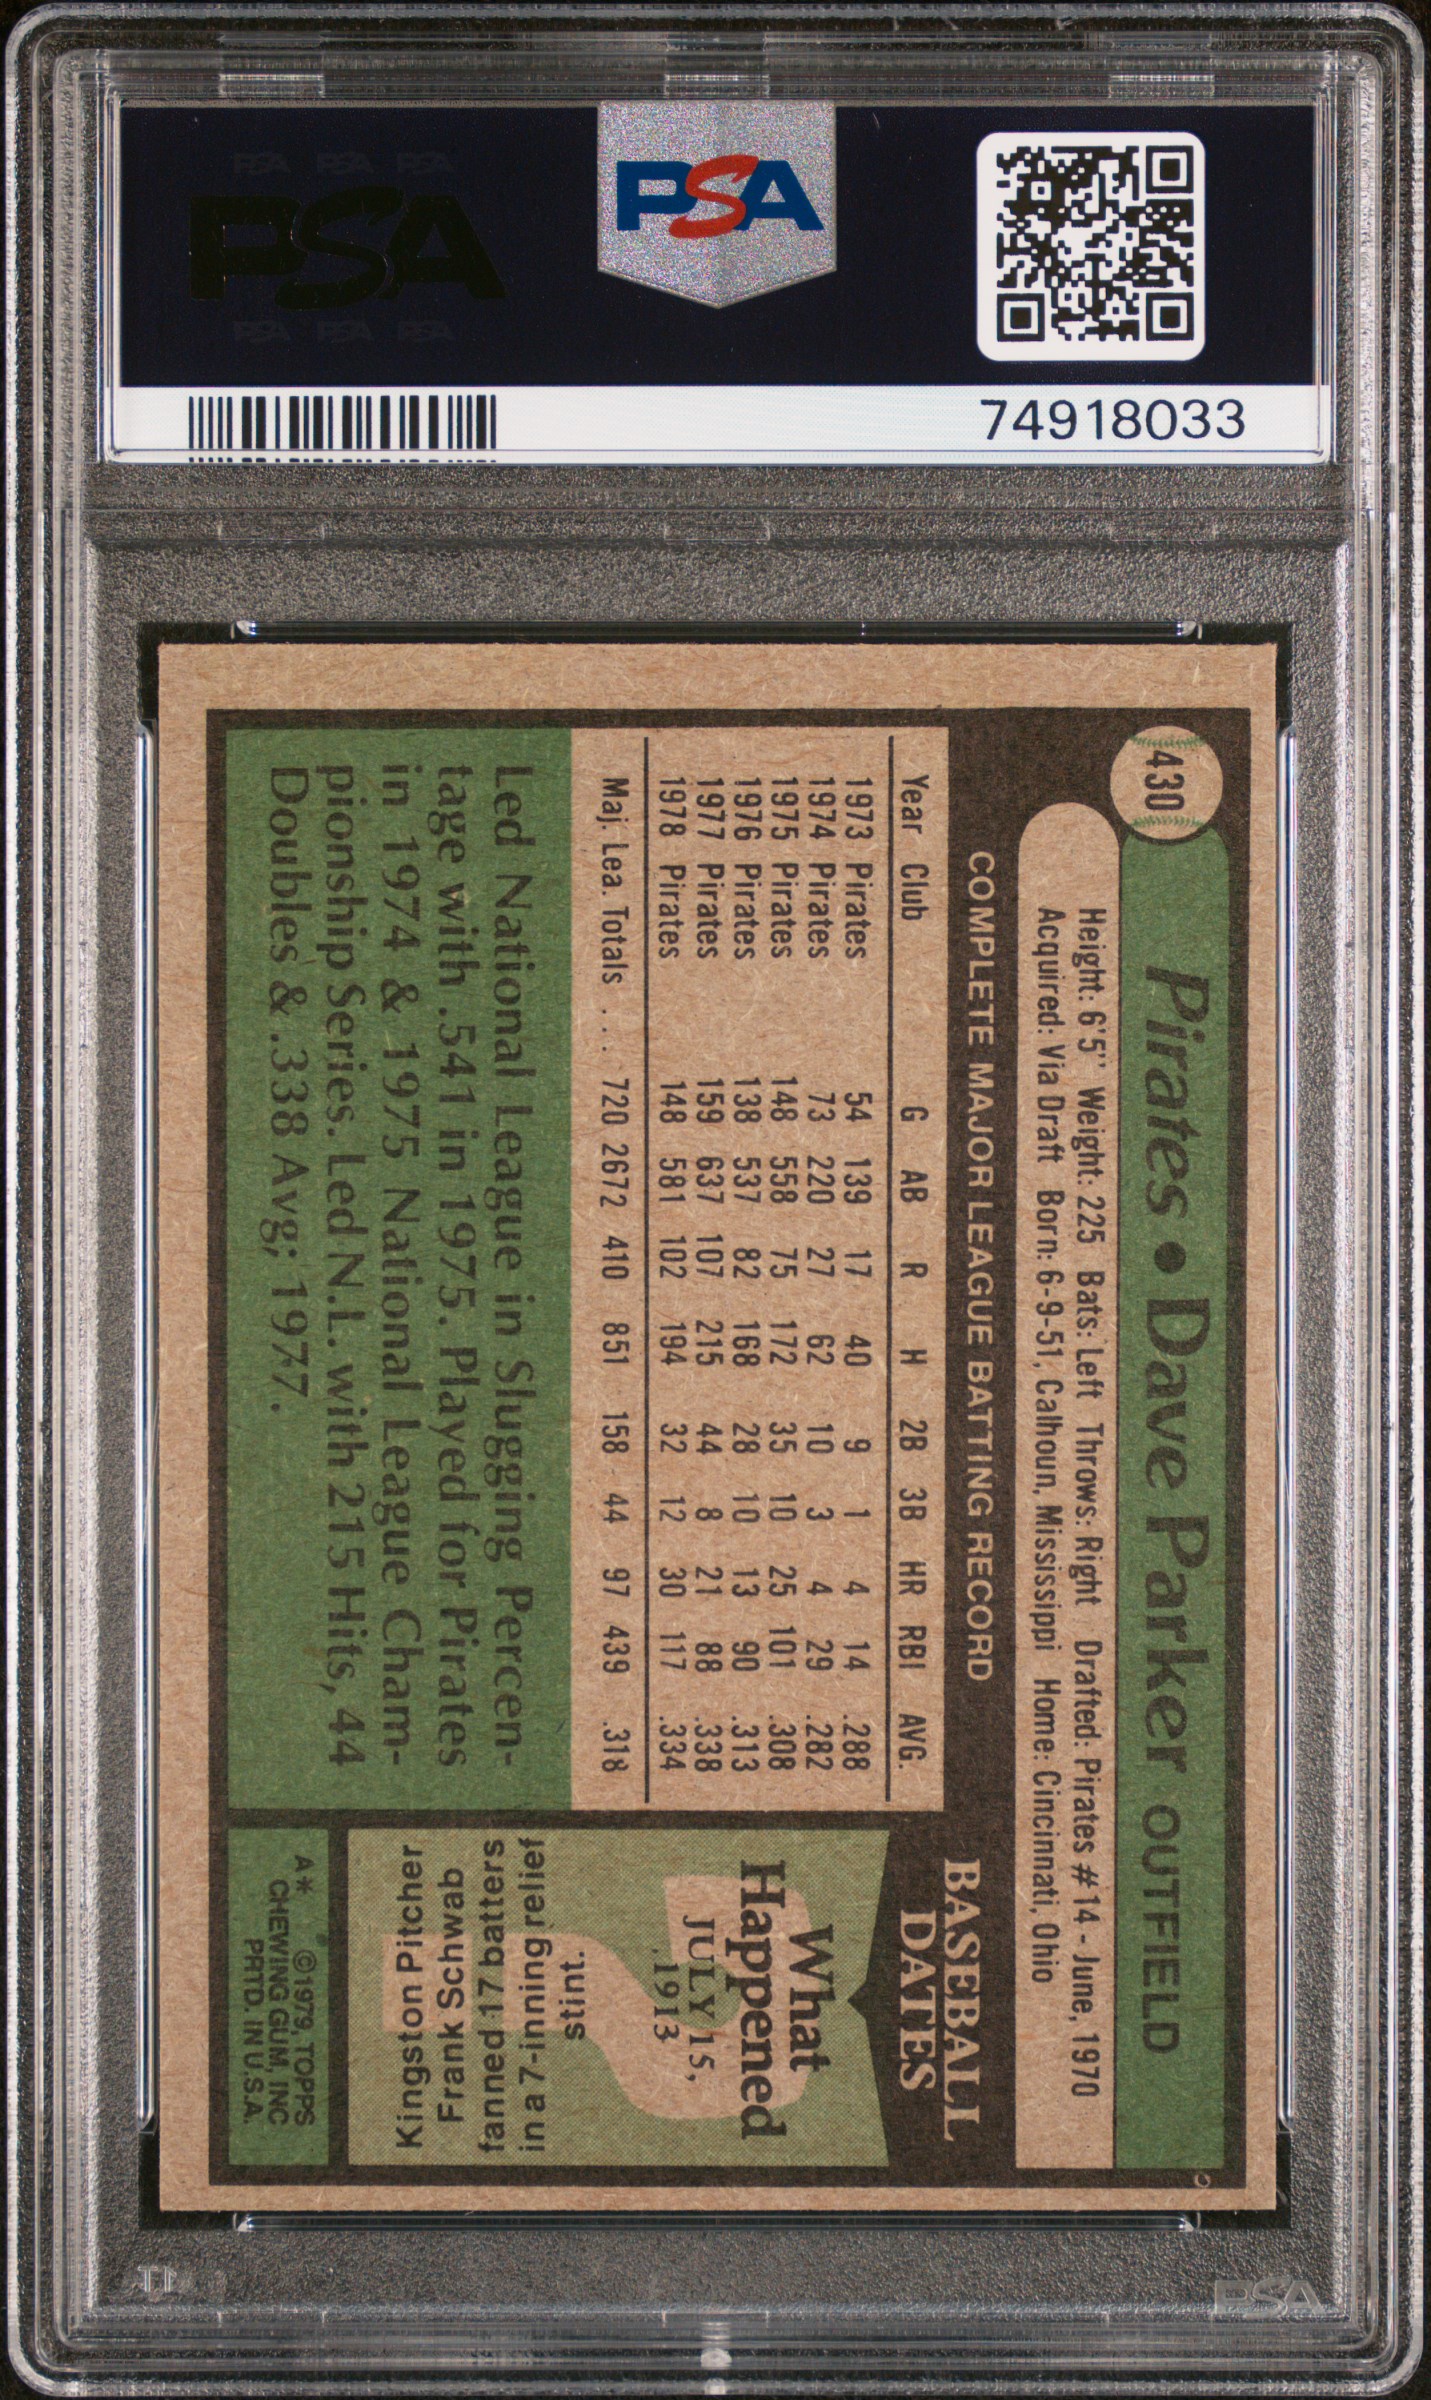 PSA PSA PSA
PSA
PSA PSA PSA
PSA
74918033
430
Pirates • Dave Parker OUTFIELD
Height: 6'5" Weight: 225 Bats: Left Throws: Right Drafted: Pirates #14 - June, 1970
Acquired: Via Draft Born: 6-9-51, Calhoun, Mississippi Home: Cincinnati, Ohio
COMPLETE MAJOR LEAGUE BATTING RECORD
Year Club G AB R H 2B 3B HR RBI AVG.
1973 Pirates 54 139 17 40 9 1 4 14 .288
1974 Pirates 73 220 27 62 10 3 4 29 .282
1975 Pirates 148 558 75 172 35 10 25 101 .308
1976 Pirates 138 537 82 168 28 10 13 90 .313
1977 Pirates 159 637 107 215 44 8 21 88 .338
1978 Pirates 148 581 102 194 32 12 30 117 .334
Maj. Lea. Totals . . . 720 2672 410 851 158 44 97 439 .318
Led National League in Slugging Percen-
tage with .541 in 1975. Played for Pirates
in 1974 & 1975 National League Cham-
pionship Series. Led N.L. with 215 Hits, 44
Doubles & .338 Avg; 1977.
BASEBALL
DATES
What
Happened
JULY 15,
1913
?
Kingston Pitcher
Frank Schwab
fanned 17 batters
in a 7-inning relief
stint.
A** ©1979, TOPPS
CHEWING GUM, INC
PRTD. IN U.S.A.
PSA